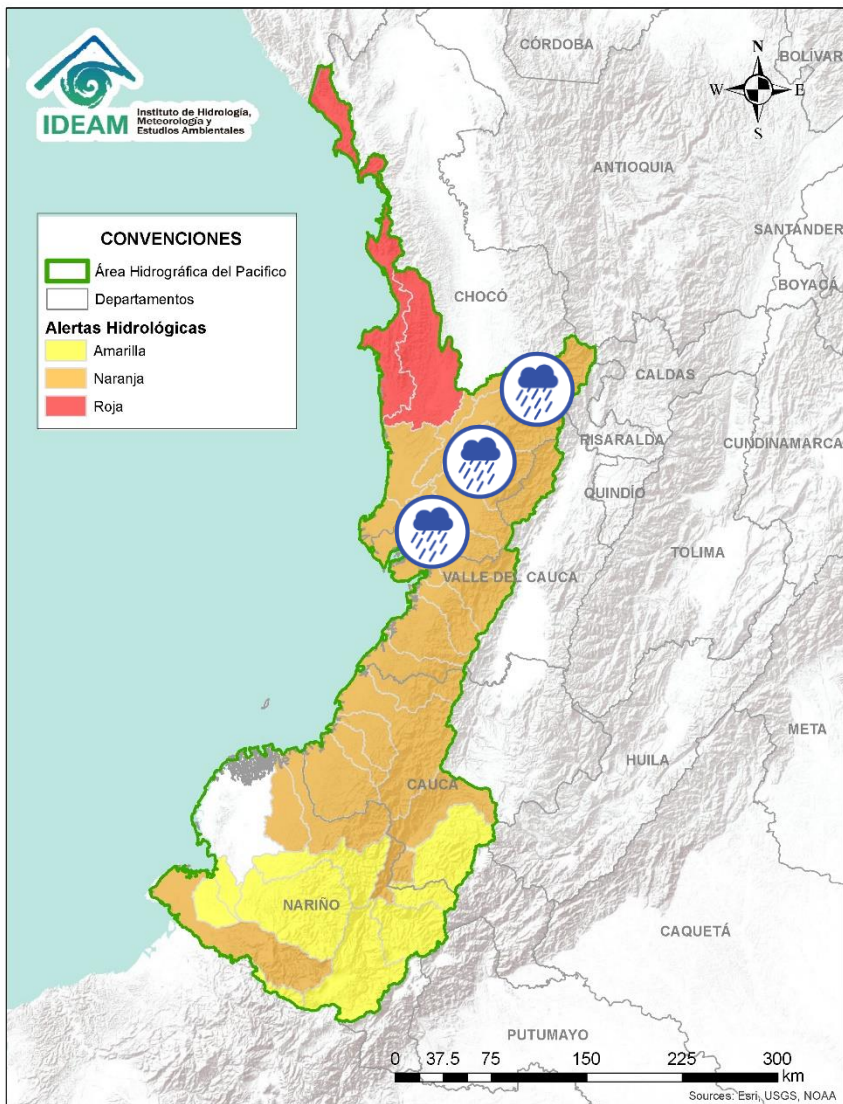 IDEAM
Instituto de Hidrología,
Meteorología y
Estudios Ambientales
N
W E
S
CÓRDOBA
BOLÍVAR
ANTIOQUIA
SANTANDER
BOYACÁ
CHOCÓ
CALDAS
RISARALDA
CUNDINAMARCA
QUINDÍO
TOLIMA
VALLE DEL CAUCA
META
HUILA
CAUCA
NARIÑO
CAQUETÁ
PUTUMAYO
CONVENCIONES
Área Hidrográfica del Pacifico
Departamentos
Alertas Hidrológicas
Amarilla
Naranja
Roja
0 37.5 75 150 225 300
km
Sources: Esri, USGS, NOAA